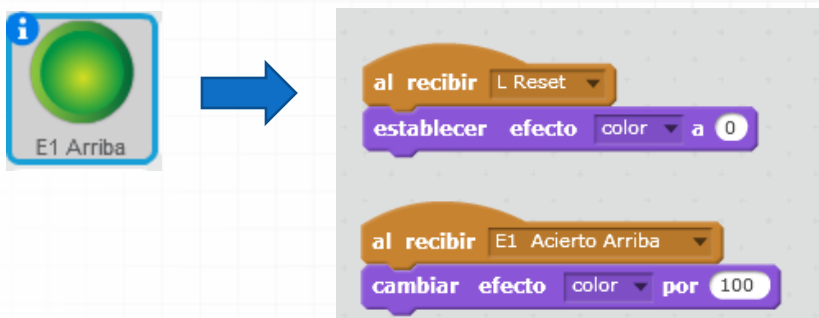 i
E1 Arriba
al recibir L Reset
establecer efecto color a 0
al recibir E1 Acierto Arriba
cambiar efecto color por 100